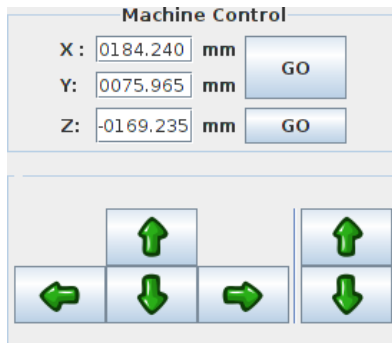 Machine Control
X : 0184.240 mm GO
Y: 0075.965 mm
Z: -0169.235 mm GO